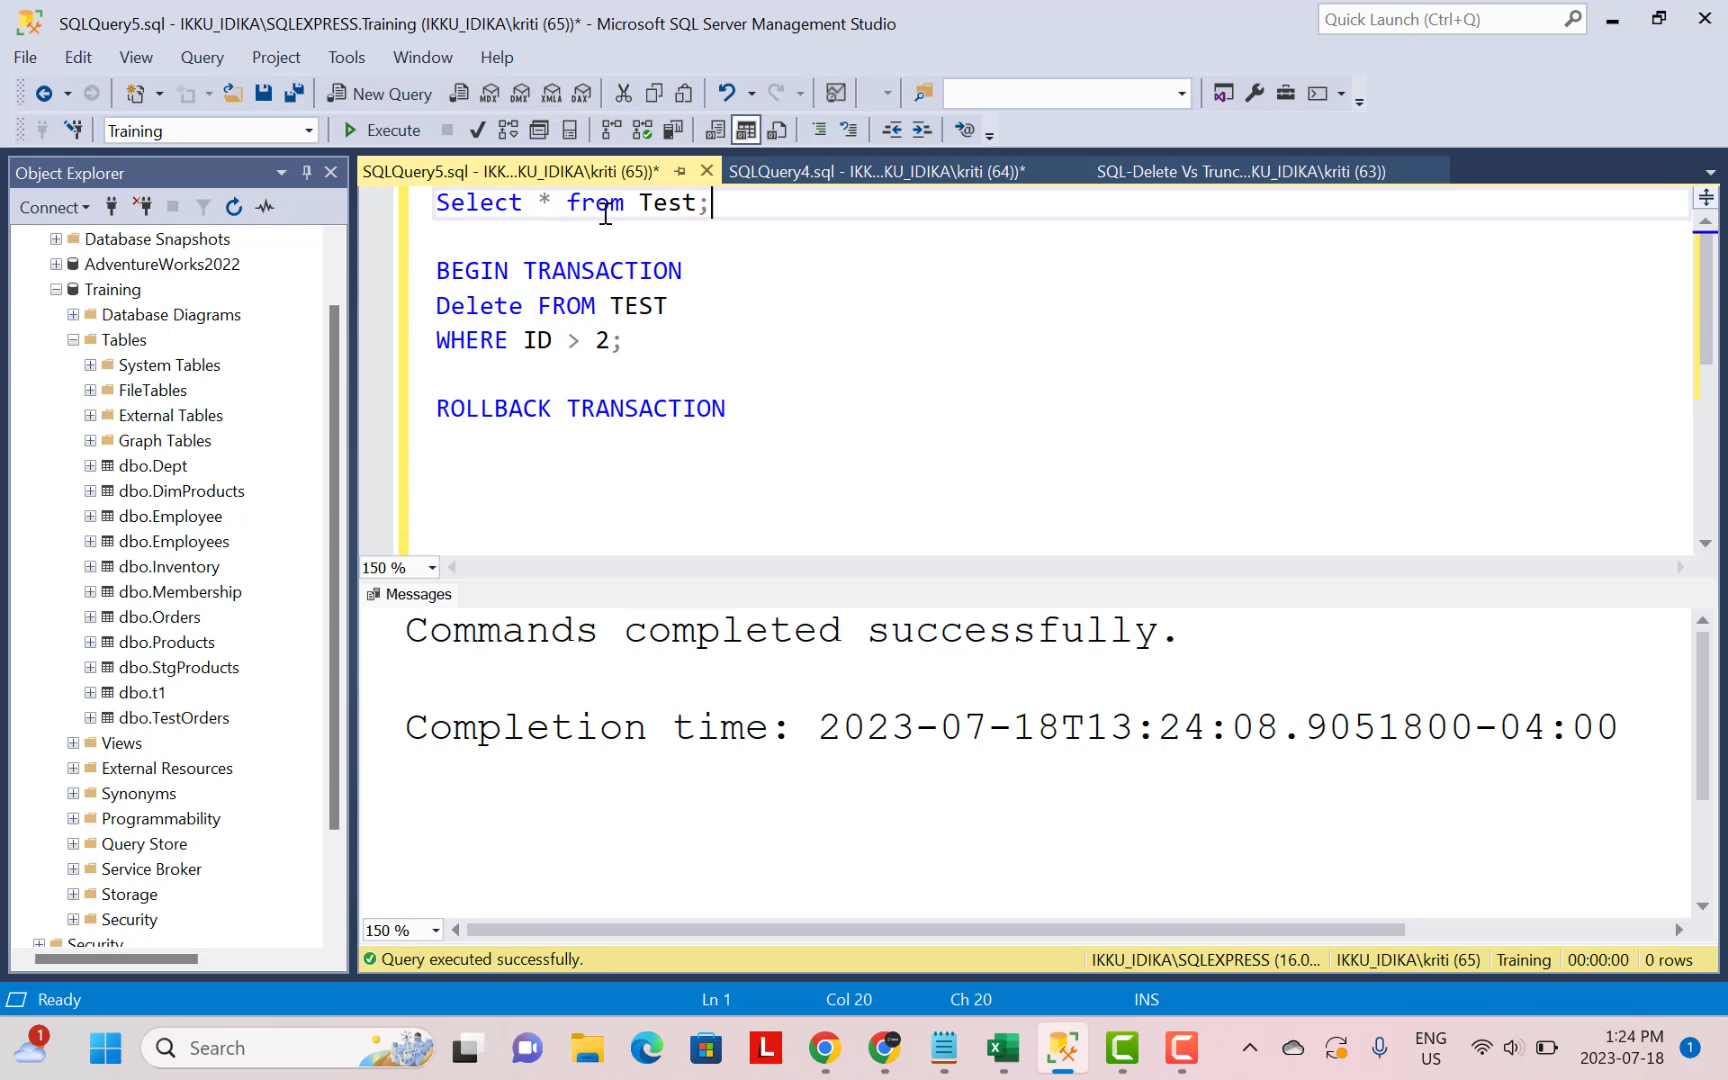 SQLQuery5.sql - IKKU_IDIKA\SQLEXPRESS.Training (IKKU_IDIKA\kriti (65))* - Microsoft SQL Server Management Studio
Quick Launch (Ctrl+Q)
File Edit View Query Project Tools Window Help
New Query MDX DMX XMLA DAX
Training Execute
Object Explorer
SQLQuery5.sql - IKK...KU_IDIKA\kriti (65))* SQLQuery4.sql - IKK...KU_IDIKA\kriti (64))* SQL-Delete Vs Trunc...KU_IDIKA\kriti (63))
Connect
Database Snapshots
AdventureWorks2022
Training
Database Diagrams
Tables
System Tables
FileTables
External Tables
Graph Tables
dbo.Dept
dbo.DimProducts
dbo.Employee
dbo.Employees
dbo.Inventory
dbo.Membership
dbo.Orders
dbo.Products
dbo.StgProducts
dbo.t1
dbo.TestOrders
Views
External Resources
Synonyms
Programmability
Query Store
Service Broker
Storage
Security
Security
Select * from Test;
BEGIN TRANSACTION
Delete FROM TEST
WHERE ID > 2;
ROLLBACK TRANSACTION
150 %
Messages
Commands completed successfully.
Completion time: 2023-07-18T13:24:08.9051800-04:00
150 %
Query executed successfully. IKKU_IDIKA\SQLEXPRESS (16.0... IKKU_IDIKA\kriti (65) Training 00:00:00 0 rows
Ready Ln 1 Col 20 Ch 20 INS
1 Search L ENG 1:24 PM
US 2023-07-18 1